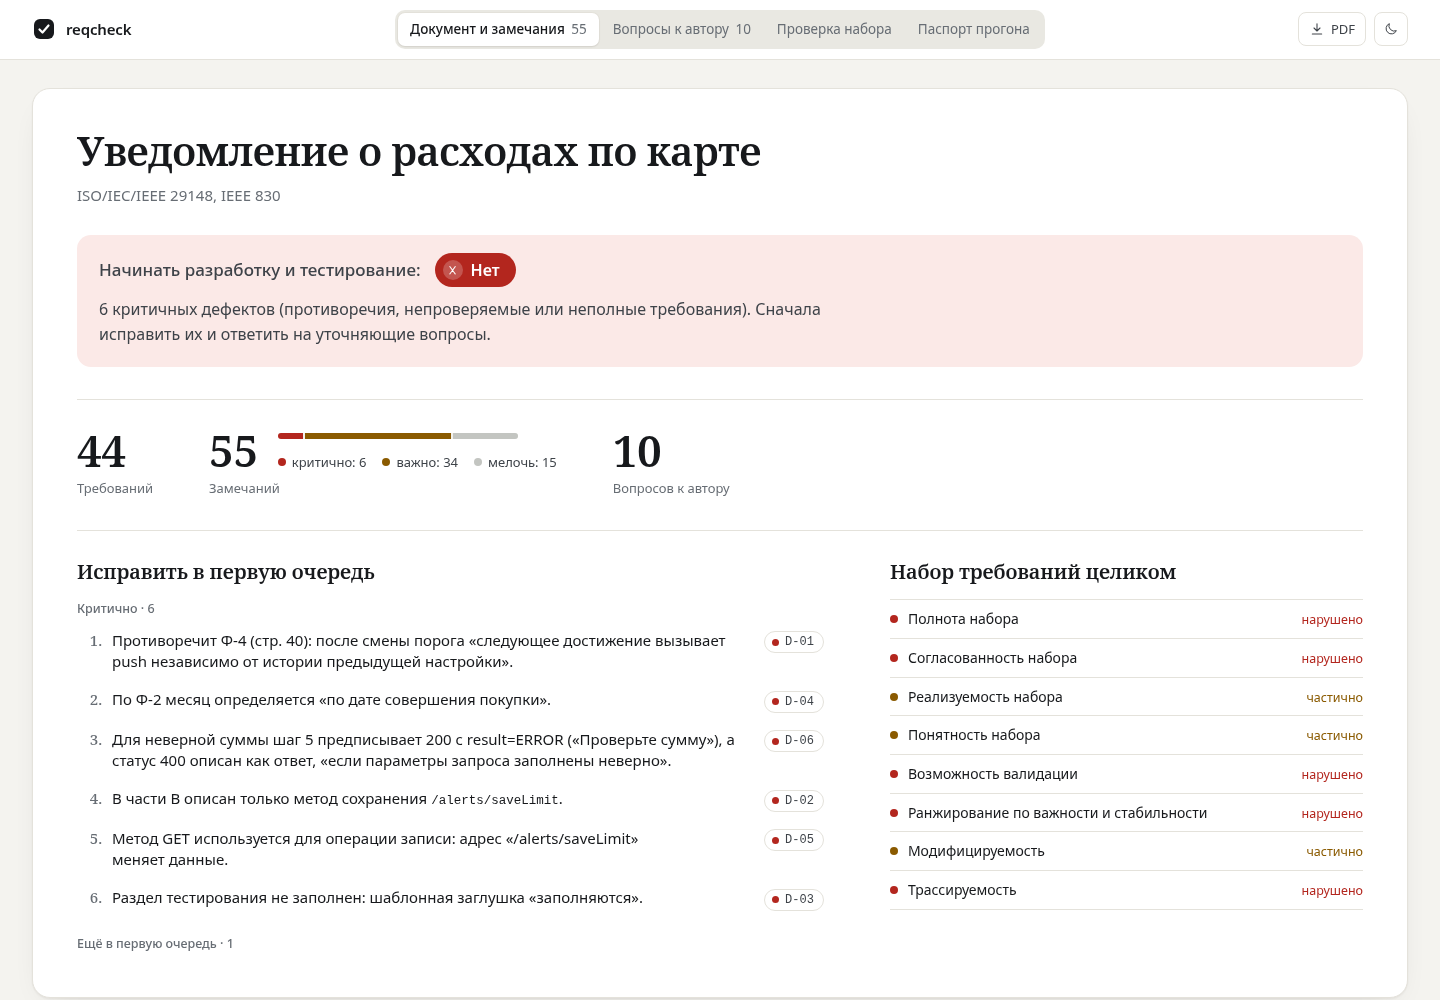 reqcheck
Документ и замечания 55
Вопросы к автору 10
Проверка набора
Паспорт прогона
PDF
Уведомление о расходах по карте
ISO/IEC/IEEE 29148, IEEE 830
Начинать разработку и тестирование: Нет
6 критичных дефектов (противоречия, непроверяемые или неполные требования). Сначала
исправить их и ответить на уточняющие вопросы.
44
Требований
55
критично: 6 важно: 34 мелочь: 15
Замечаний
10
Вопросов к автору
Исправить в первую очередь
Критично · 6
1. Противоречит Ф-4 (стр. 40): после смены порога «следующее достижение вызывает
push независимо от истории предыдущей настройки».
D-01
2. По Ф-2 месяц определяется «по дате совершения покупки».
D-04
3. Для неверной суммы шаг 5 предписывает 200 с result=ERROR («Проверьте сумму»), а
статус 400 описан как ответ, «если параметры запроса заполнены неверно».
D-06
4. В части B описан только метод сохранения /alerts/saveLimit.
D-02
5. Метод GET используется для операции записи: адрес «/alerts/saveLimit»
меняет данные.
D-05
6. Раздел тестирования не заполнен: шаблонная заглушка «заполняются».
D-03
Ещё в первую очередь · 1
Набор требований целиком
Полнота набора нарушено
Согласованность набора нарушено
Реализуемость набора частично
Понятность набора частично
Возможность валидации нарушено
Ранжирование по важности и стабильности нарушено
Модифицируемость частично
Трассируемость нарушено